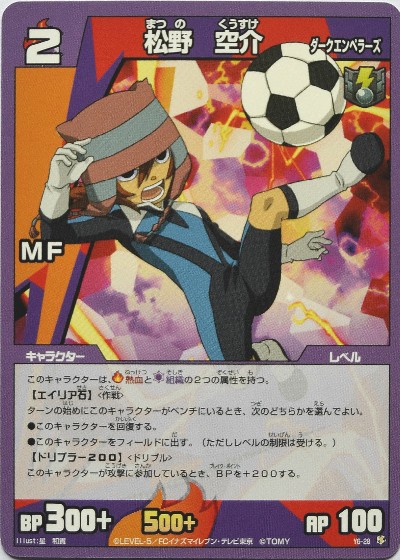 2
まつの くうすけ
松野 空介
ダークエンペラーズ
MF
キャラクター
レベル
このキャラクターは、熱血と組織の2つの属性を持つ。
【エイリア石】<作戦>
ターンの始めにこのキャラクターがベンチにいるとき、次のどちらかを選んでよい。
●このキャラクターを回復する。
●このキャラクターをフィールドに出す。(ただしレベルの制限は受ける。)
【ドリブラー200】<ドリブル>
このキャラクターが攻撃に参加しているとき、BPを+200する。
BP 300+ 500+ AP 100
Illust:星 和眞
©LEVEL-5/FCイナズマイレブン・テレビ東京 ©TOMY
Y6-28